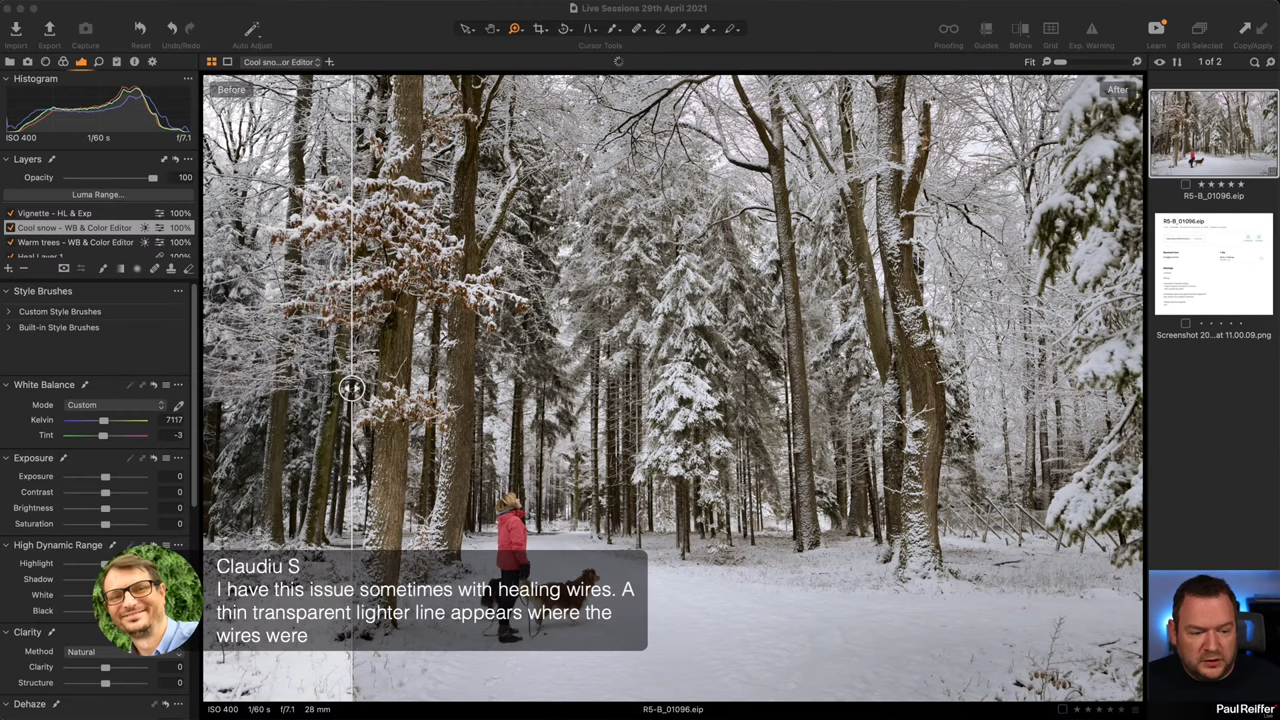 Live Sessions 29th April 2021
Import
Export
Capture
Reset
Undo/Redo
Auto Adjust
Cursor Tools
Proofing
Guides
Before
Grid
Exp. Warning
Learn
Edit Selected
Copy/Apply
Cool sno...or Editor
Fit
1 of 2
Histogram
ISO 400
1/60 s
f/7.1
Layers
Opacity
100
Luma Range...
Vignette - HL & Exp
100%
Cool snow - WB & Color Editor
100%
Warm trees - WB & Color Editor
100%
Heal Layer 1
Style Brushes
Custom Style Brushes
Built-in Style Brushes
White Balance
Mode
Custom
Kelvin
7117
Tint
-3
Exposure
Exposure
0
Contrast
0
Brightness
0
Saturation
0
High Dynamic Range
Highlight
Shadow
White
Black
Clarity
Method
Natural
Clarity
0
Structure
0
Dehaze
Before
After
Claudiu S
I have this issue sometimes with healing wires. A
thin transparent lighter line appears where the
wires were
ISO 400
1/60 s
f/7.1
28 mm
R5-B_01096.eip
R5-B_01096.eip
R5-B_01096.eip
Screenshot 20...at 11.00.09.png
Paul Reiffer
Live